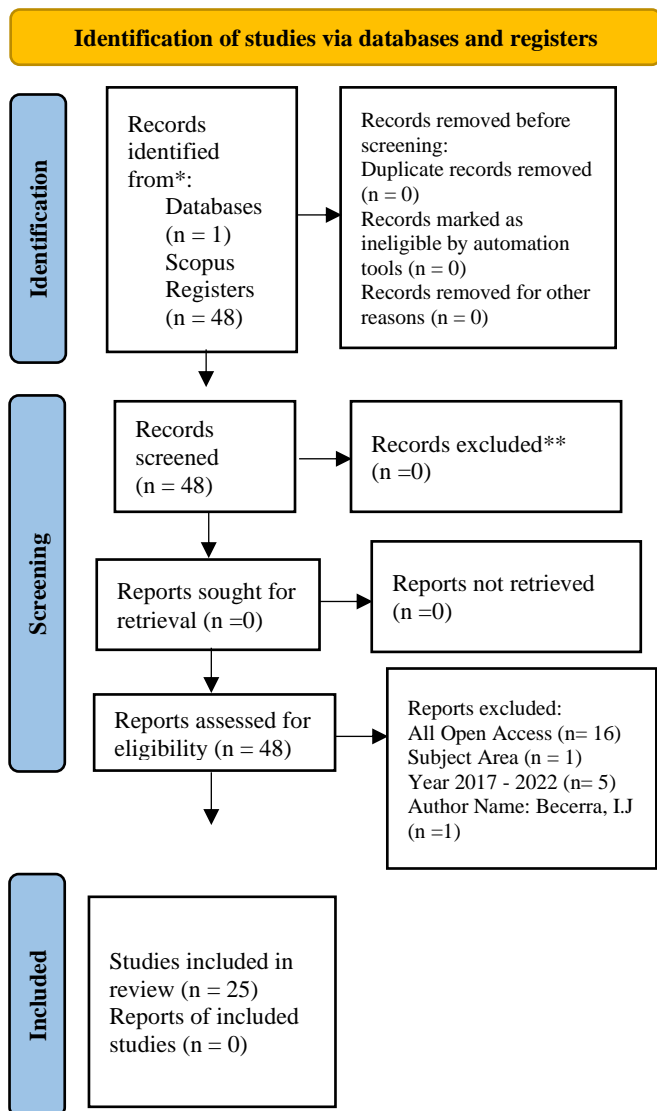 Identification of studies via databases and registers
Identification
Records
identified
from*:
Databases
(n = 1)
Scopus
Registers
(n = 48)
Records removed before
screening:
Duplicate records removed
(n = 0)
Records marked as
ineligible by automation
tools (n = 0)
Records removed for other
reasons (n = 0)
Screening
Records
screened
(n = 48)
Records excluded**
(n =0)
Reports sought for
retrieval (n =0)
Reports not retrieved
(n =0)
Reports assessed for
eligibility (n = 48)
Reports excluded:
All Open Access (n= 16)
Subject Area (n = 1)
Year 2017 - 2022 (n= 5)
Author Name: Becerra, I.J
(n =1)
Included
Studies included in
review (n = 25)
Reports of included
studies (n = 0)